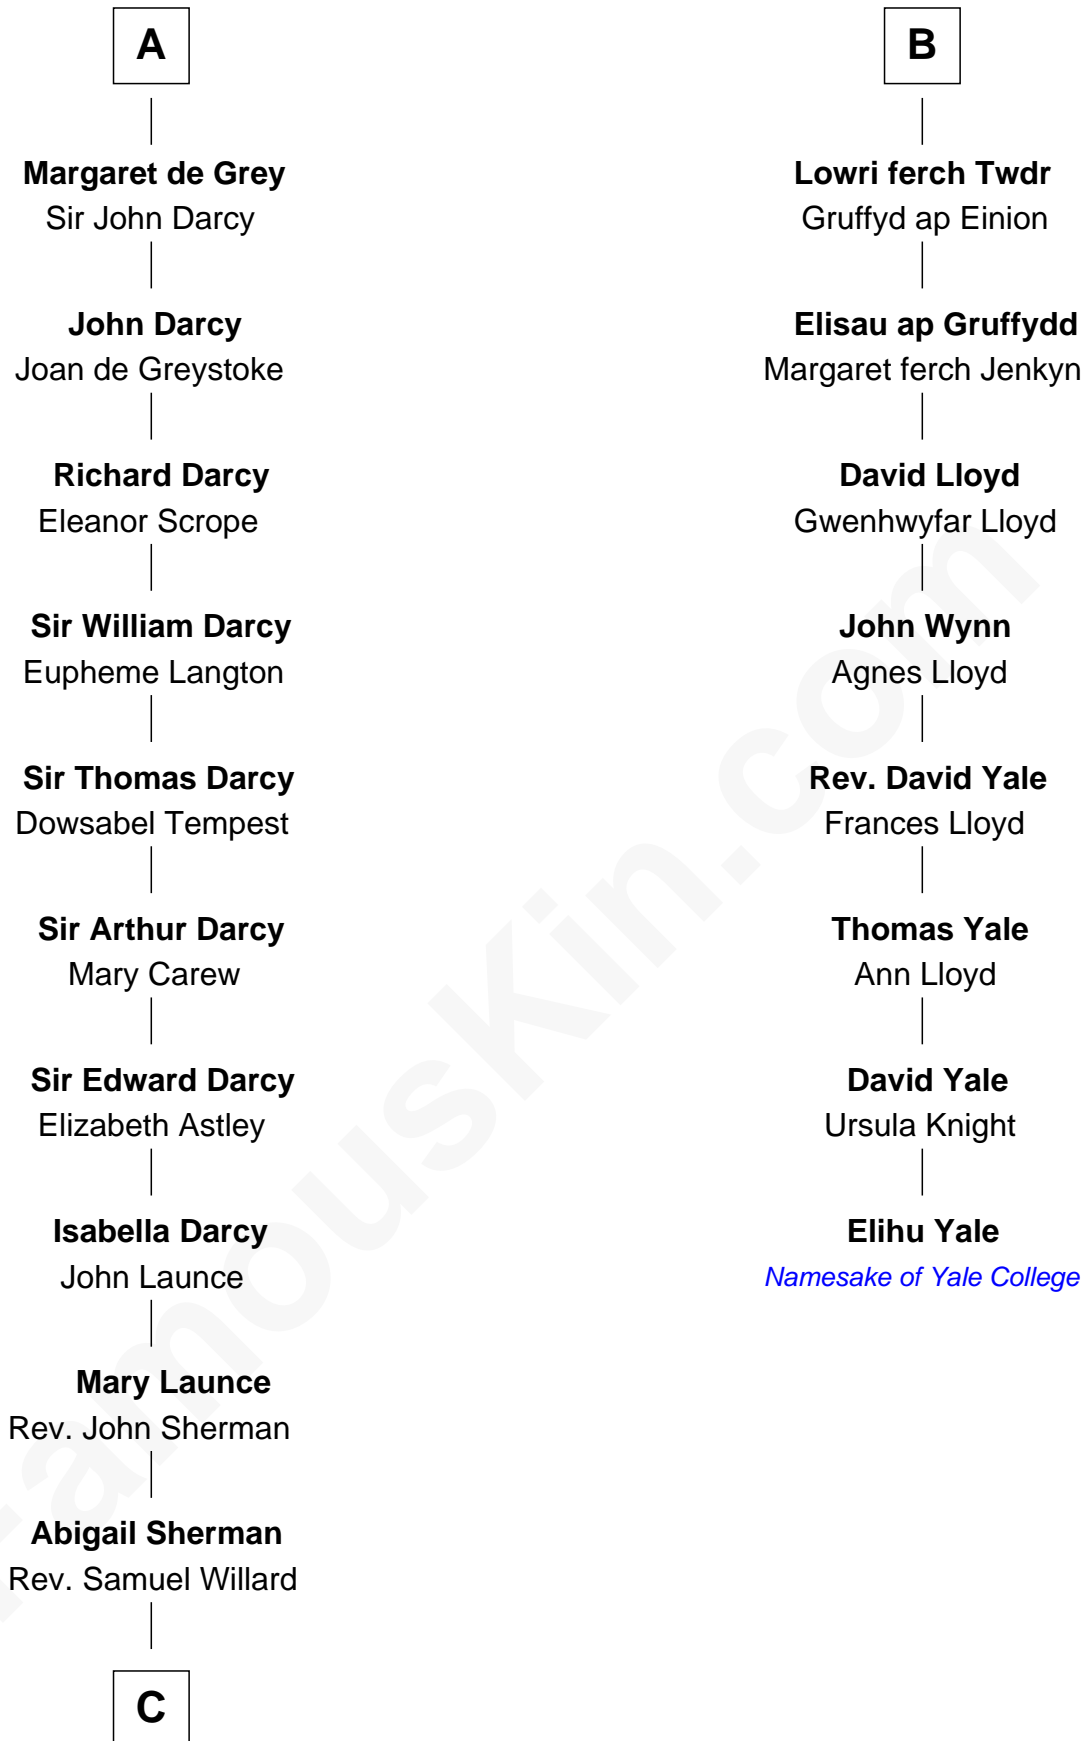 A
Margaret de Grey
Sir John Darcy
John Darcy
Joan de Greystoke
Richard Darcy
Eleanor Scrope
Sir William Darcy
Eupheme Langton
Sir Thomas Darcy
Dowsabel Tempest
Sir Arthur Darcy
Mary Carew
Sir Edward Darcy
Elizabeth Astley
Isabella Darcy
John Launce
Mary Launce
Rev. John Sherman
Abigail Sherman
Rev. Samuel Willard
C
B
Lowri ferch Twdr
Gruffyd ap Einion
Elisau ap Gruffydd
Margaret ferch Jenkyn
David Lloyd
Gwenhwyfar Lloyd
John Wynn
Agnes Lloyd
Rev. David Yale
Frances Lloyd
Thomas Yale
Ann Lloyd
David Yale
Ursula Knight
Elihu Yale
Namesake of Yale College
FamousKin.com